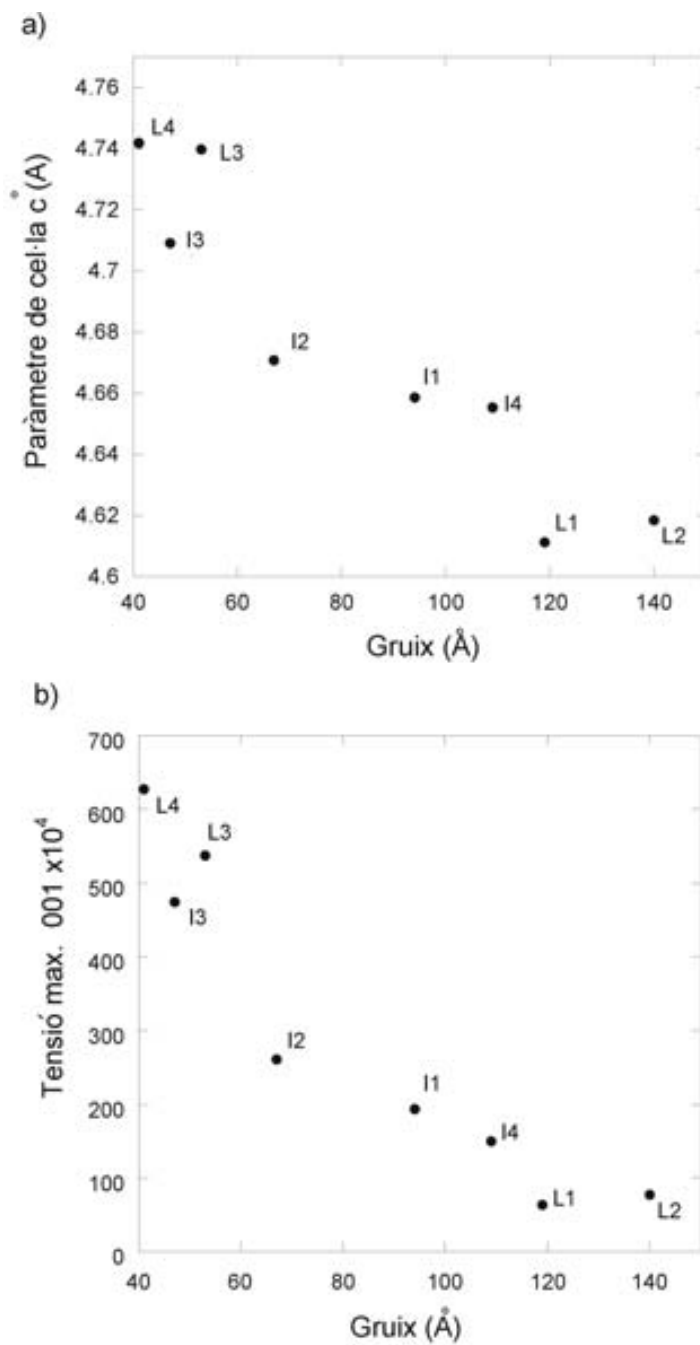 a)
Paràmetre de cel·la c (Å)
4.76
4.74
4.72
4.7
4.68
4.66
4.64
4.62
4.6
L4
L3
I3
I2
I1
I4
L1
L2
40
60
80
100
120
140
Gruix (Å)
b)
Tensió max. 001 x10⁴
700
600
500
400
300
200
100
0
L4
L3
I3
I2
I1
I4
L1
L2
40
60
80
100
120
140
Gruix (Å)